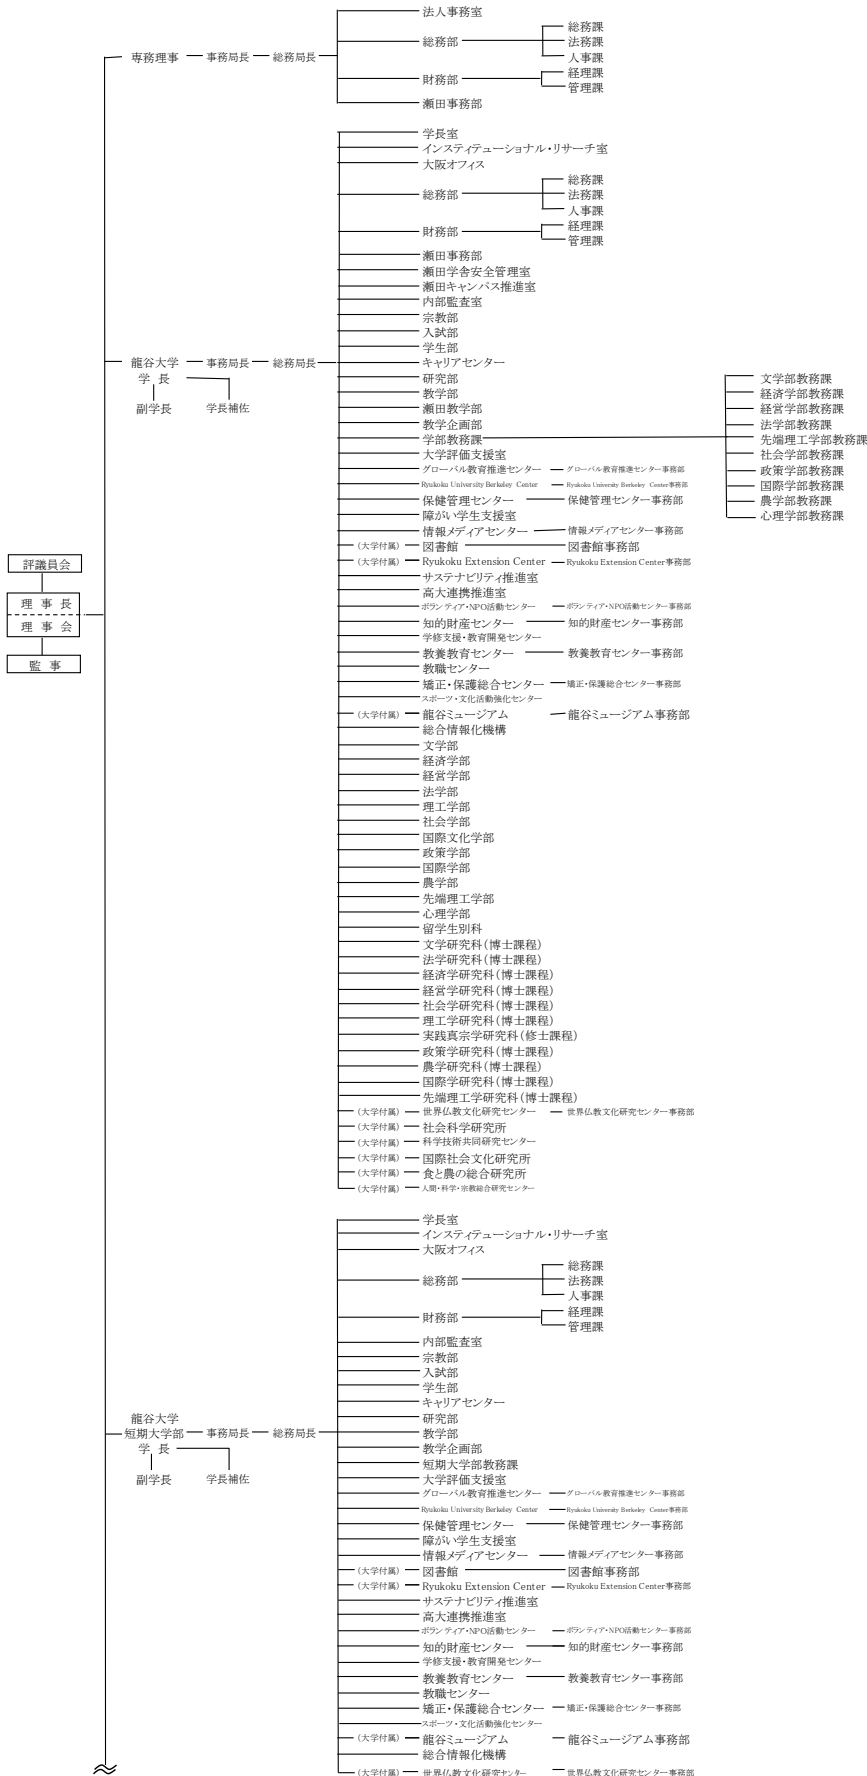 法人事務室
総務課
総務部 法務課
人事課
専務理事 事務局長 総務局長
経理課
財務部
管理課
瀬田事務部
学長室
インスティテューショナル・リサーチ室
大阪オフィス
総務課
総務部 法務課
人事課
経理課
財務部
管理課
瀬田事務部
瀬田学舎安全管理室
瀬田キャンパス推進室
内部監査室
宗教部
入試部
学生部
龍谷大学 事務局長 総務局長 キャリアセンター
学 長 研究部 文学部教務課
教学部 経済学部教務課
副学長 学長補佐 瀬田教学部 経営学部教務課
教学企画部 法学部教務課
学部教務課 先端理工学部教務課
大学評価支援室 社会学部教務課
グローバル教育推進センター グローバル教育推進センター事務部 政策学部教務課
Ryukoku University Berkeley Center Ryukoku University Berkeley Center事務部 国際学部教務課
保健管理センター 保健管理センター事務部 農学部教務課
障がい学生支援室 心理学部教務課
情報メディアセンター 情報メディアセンター事務部
(大学付属) 図書館 図書館事務部
(大学付属) Ryukoku Extension Center Ryukoku Extension Center事務部
評議員会
サステナビリティ推進室
高大連携推進室
理 事 長
ボランティア・NPO活動センター ボランティア・NPO活動センター事務部
理 事 会
知的財産センター 知的財産センター事務部
学修支援・教育開発センター
教養教育センター 教養教育センター事務部
監 事
教職センター
矯正・保護総合センター 矯正・保護総合センター事務部
スポーツ・文化活動強化センター
(大学付属) 龍谷ミュージアム 龍谷ミュージアム事務部
総合情報化機構
文学部
経済学部
経営学部
法学部
理工学部
社会学部
国際文化学部
政策学部
国際学部
農学部
先端理工学部
心理学部
留学生別科
文学研究科(博士課程)
法学研究科(博士課程)
経済学研究科(博士課程)
経営学研究科(博士課程)
社会学研究科(博士課程)
理工学研究科(博士課程)
実践真宗学研究科(修士課程)
政策学研究科(博士課程)
農学研究科(博士課程)
国際学研究科(博士課程)
先端理工学研究科(博士課程)
(大学付属) 世界仏教文化研究センター 世界仏教文化研究センター事務部
(大学付属) 社会科学研究所
(大学付属) 科学技術共同研究センター
(大学付属) 国際社会文化研究所
(大学付属) 食と農の総合研究所
(大学付属) 人間・科学・宗教総合研究センター
学長室
インスティテューショナル・リサーチ室
大阪オフィス
総務課
総務部 法務課
人事課
経理課
財務部
管理課
内部監査室
宗教部
入試部
学生部
キャリアセンター
龍谷大学 研究部
短期大学部 事務局長 総務局長 教学部
学 長 教学企画部
短期大学部教務課
副学長 学長補佐 大学評価支援室
グローバル教育推進センター グローバル教育推進センター事務部
Ryukoku University Berkeley Center Ryukoku University Berkeley Center事務部
保健管理センター 保健管理センター事務部
障がい学生支援室
情報メディアセンター 情報メディアセンター事務部
(大学付属) 図書館 図書館事務部
(大学付属) Ryukoku Extension Center Ryukoku Extension Center事務部
サステナビリティ推進室
高大連携推進室
ボランティア・NPO活動センター ボランティア・NPO活動センター事務部
知的財産センター 知的財産センター事務部
学修支援・教育開発センター
教養教育センター 教養教育センター事務部
教職センター
矯正・保護総合センター 矯正・保護総合センター事務部
スポーツ・文化活動強化センター
(大学付属) 龍谷ミュージアム 龍谷ミュージアム事務部
総合情報化機構
(大学付属) 世界仏教文化研究センター 世界仏教文化研究センター事務部